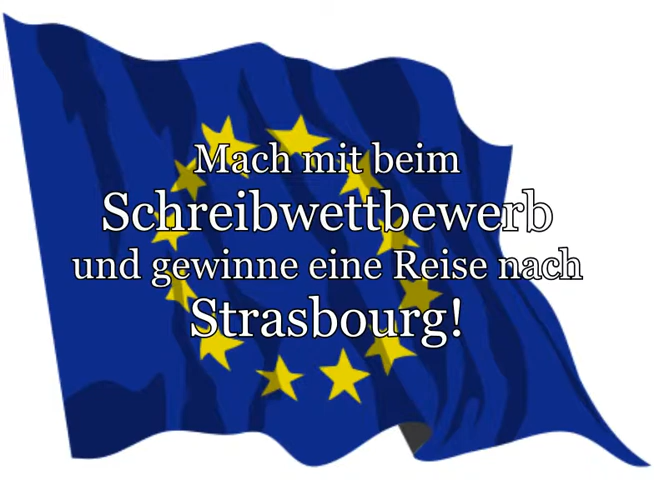 Mach mit beim
Schreibwettbewerb
und gewinne eine Reise nach
Strasbourg!